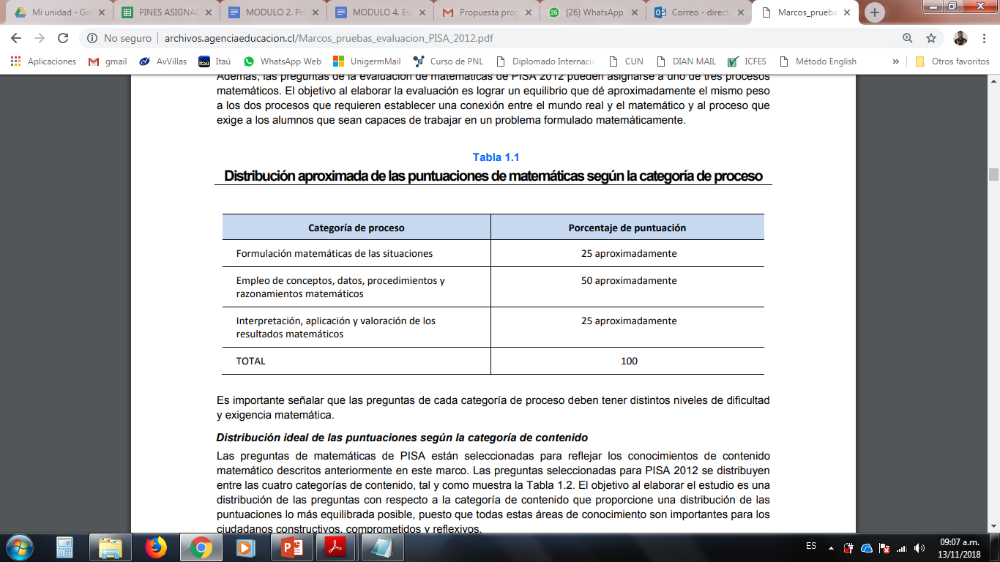 Mi unidad - Go
PINES ASIGNAD
MODULO 2. Pru
MODULO 4. Eva
Propuesta prog
(26) WhatsApp
Correo - direct
Marcos_prueba
No seguro | archivos.agenciaeducacion.cl/Marcos_pruebas_evaluacion_PISA_2012.pdf
Aplicaciones gmail AvVillas Itaú WhatsApp Web UnigermMail Curso de PNL Diplomado Internacio CUN DIAN MAIL ICFES Método English » Otros favoritos
Además, las preguntas de la evaluación de matemáticas de PISA 2012 pueden asignarse a uno de tres procesos
matemáticos. El objetivo al elaborar la evaluación es lograr un equilibrio que dé aproximadamente el mismo peso
a los dos procesos que requieren establecer una conexión entre el mundo real y el matemático y al proceso que
exige a los alumnos que sean capaces de trabajar en un problema formulado matemáticamente.
Tabla 1.1
Distribución aproximada de las puntuaciones de matemáticas según la categoría de proceso
Categoría de proceso Porcentaje de puntuación
Formulación matemáticas de las situaciones 25 aproximadamente
Empleo de conceptos, datos, procedimientos y 50 aproximadamente
razonamientos matemáticos
Interpretación, aplicación y valoración de los 25 aproximadamente
resultados matemáticos
TOTAL 100
Es importante señalar que las preguntas de cada categoría de proceso deben tener distintos niveles de dificultad
y exigencia matemática.
Distribución ideal de las puntuaciones según la categoría de contenido
Las preguntas de matemáticas de PISA están seleccionadas para reflejar los conocimientos de contenido
matemático descritos anteriormente en este marco. Las preguntas seleccionadas para PISA 2012 se distribuyen
entre las cuatro categorías de contenido, tal y como muestra la Tabla 1.2. El objetivo al elaborar el estudio es una
distribución de las preguntas con respecto a la categoría de contenido que proporcione una distribución de las
puntuaciones lo más equilibrada posible, puesto que todas estas áreas de conocimiento son importantes para los
ciudadanos constructivos, comprometidos y reflexivos.
ES
09:07 a.m.
13/11/2018